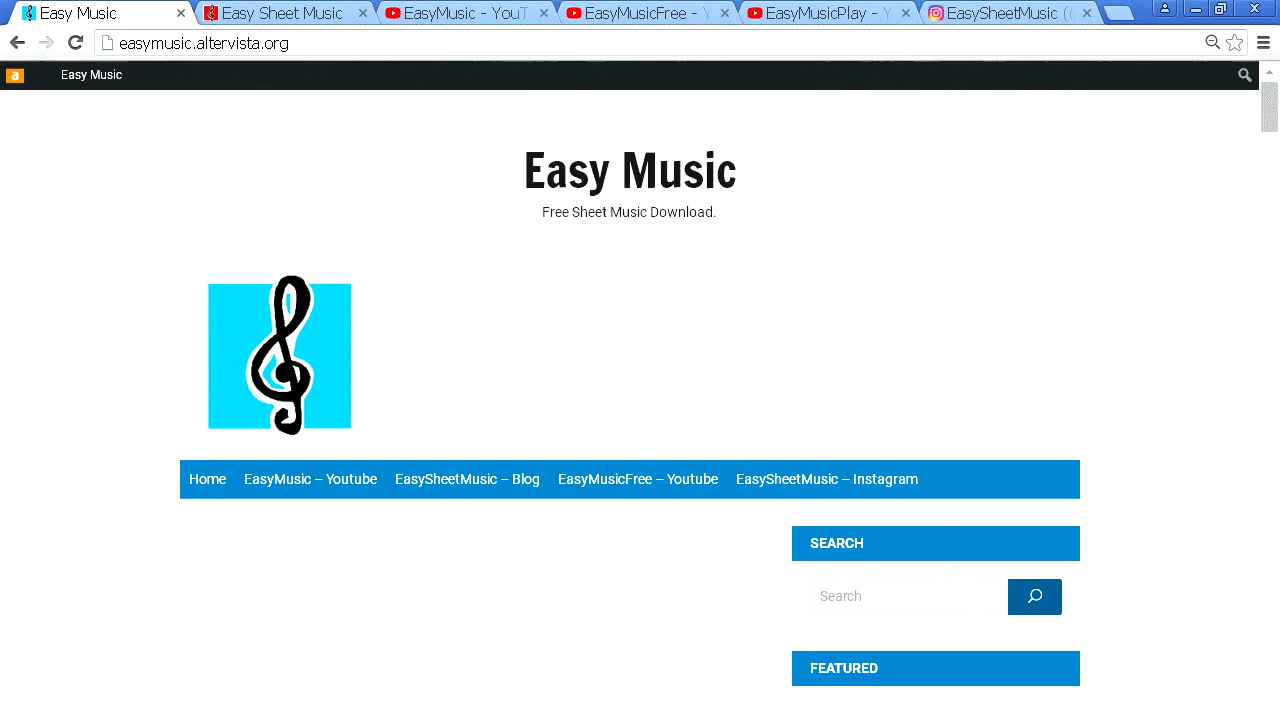 Easy Music
Easy Sheet Music
EasyMusic - YouT
EasyMusicFree - Y
EasyMusicPlay - Y
EasySheetMusic (
easymusic.altervista.org
a
Easy Music
Easy Music
Free Sheet Music Download.
Home
EasyMusic – Youtube
EasySheetMusic – Blog
EasyMusicFree – Youtube
EasySheetMusic – Instagram
SEARCH
Search
FEATURED